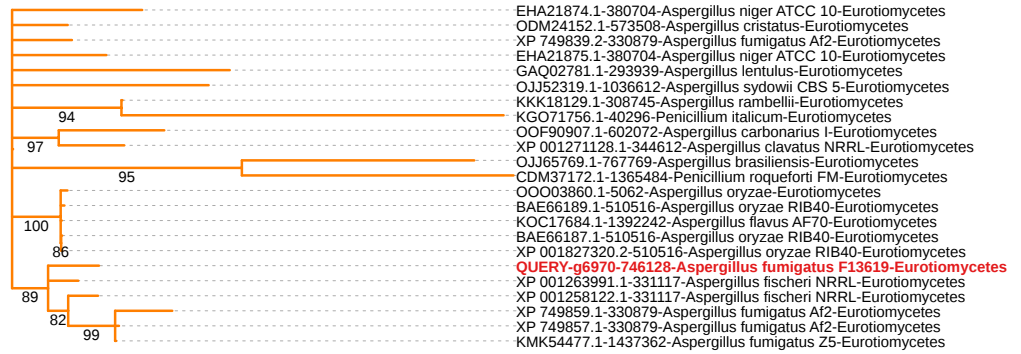 EHA21874.1-380704-Aspergillus niger ATCC 10-Eurotiomycetes
ODM24152.1-573508-Aspergillus cristatus-Eurotiomycetes
XP 749839.2-330879-Aspergillus fumigatus Af2-Eurotiomycetes
EHA21875.1-380704-Aspergillus niger ATCC 10-Eurotiomycetes
GAQ02781.1-293939-Aspergillus lentulus-Eurotiomycetes
OJJ52319.1-1036612-Aspergillus sydowii CBS 5-Eurotiomycetes
KKK18129.1-308745-Aspergillus rambellii-Eurotiomycetes
94 KGO71756.1-40296-Penicillium italicum-Eurotiomycetes
OOF90907.1-602072-Aspergillus carbonarius I-Eurotiomycetes
97 XP 001271128.1-344612-Aspergillus clavatus NRRL-Eurotiomycetes
OJJ65769.1-767769-Aspergillus brasiliensis-Eurotiomycetes
95 CDM37172.1-1365484-Penicillium roqueforti FM-Eurotiomycetes
OOO03860.1-5062-Aspergillus oryzae-Eurotiomycetes
BAE66189.1-510516-Aspergillus oryzae RIB40-Eurotiomycetes
100 KOC17684.1-1392242-Aspergillus flavus AF70-Eurotiomycetes
BAE66187.1-510516-Aspergillus oryzae RIB40-Eurotiomycetes
86 XP 001827320.2-510516-Aspergillus oryzae RIB40-Eurotiomycetes
QUERY-g6970-746128-Aspergillus fumigatus F13619-Eurotiomycetes
XP 001263991.1-331117-Aspergillus fischeri NRRL-Eurotiomycetes
89 XP 001258122.1-331117-Aspergillus fischeri NRRL-Eurotiomycetes
XP 749859.1-330879-Aspergillus fumigatus Af2-Eurotiomycetes
82 XP 749857.1-330879-Aspergillus fumigatus Af2-Eurotiomycetes
99 KMK54477.1-1437362-Aspergillus fumigatus Z5-Eurotiomycetes